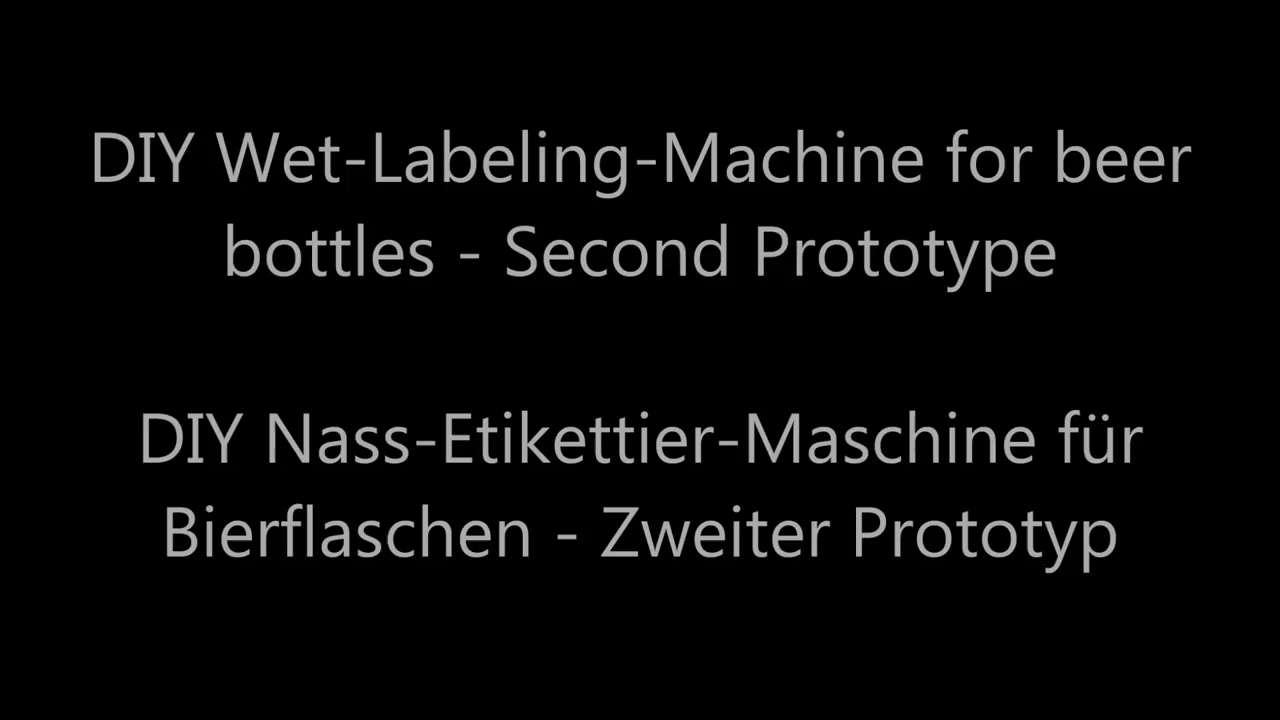 DIY Wet-Labeling-Machine for beer
bottles - Second Prototype
DIY Nass-Etikettier-Maschine für
Bierflaschen - Zweiter Prototyp